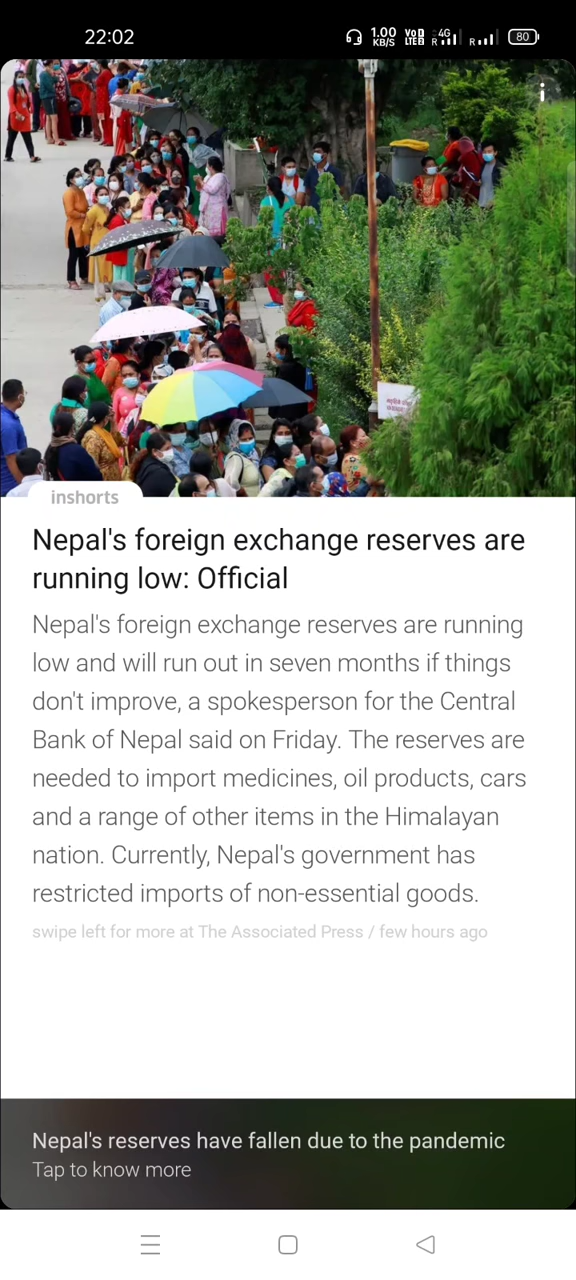 22:02
1.00
KB/S
VoD
LTE2
4G
R
R
80
inshorts
Nepal's foreign exchange reserves are
running low: Official
Nepal's foreign exchange reserves are running
low and will run out in seven months if things
don't improve, a spokesperson for the Central
Bank of Nepal said on Friday. The reserves are
needed to import medicines, oil products, cars
and a range of other items in the Himalayan
nation. Currently, Nepal's government has
restricted imports of non-essential goods.
swipe left for more at The Associated Press / few hours ago
Nepal's reserves have fallen due to the pandemic
Tap to know more